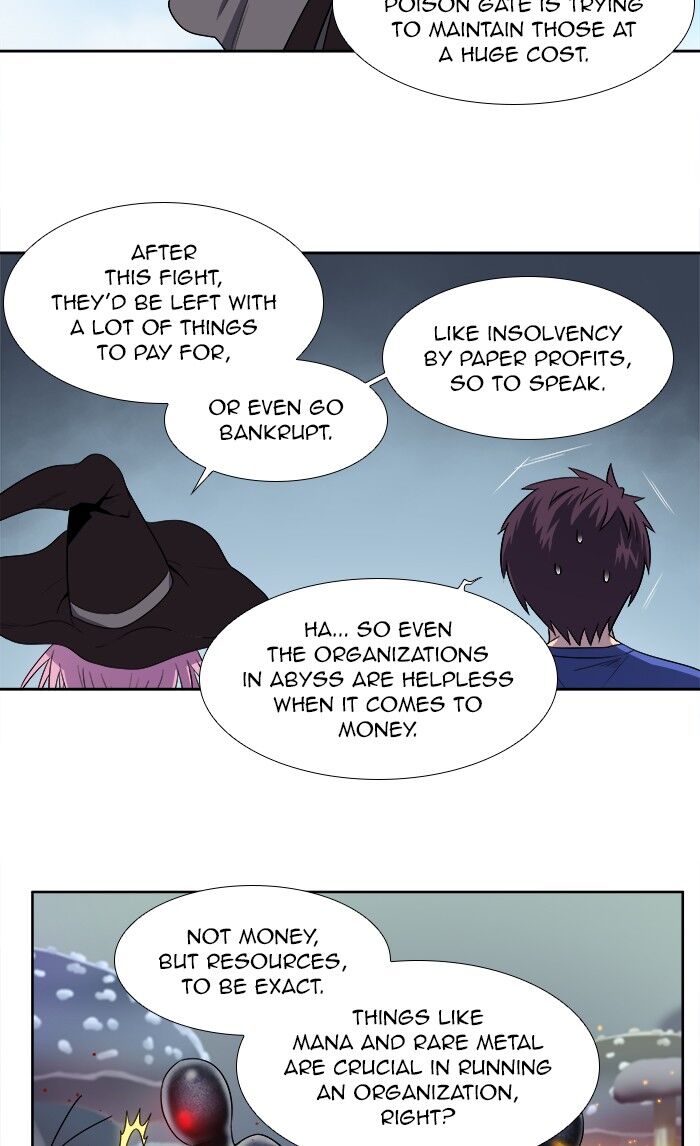 POISON GATE IS TRYING
TO MAINTAIN THOSE AT
A HUGE COST.
AFTER
THIS FIGHT,
THEY'D BE LEFT WITH
A LOT OF THINGS
TO PAY FOR,
OR EVEN GO
BANKRUPT.
LIKE INSOLVENCY
BY PAPER PROFITS,
SO TO SPEAK.
HA... SO EVEN
THE ORGANIZATIONS
IN ABYSS ARE HELPLESS
WHEN IT COMES TO
MONEY.
NOT MONEY,
BUT RESOURCES,
TO BE EXACT.
THINGS LIKE
MANA AND RARE METAL
ARE CRUCIAL IN RUNNING
AN ORGANIZATION,
RIGHT?